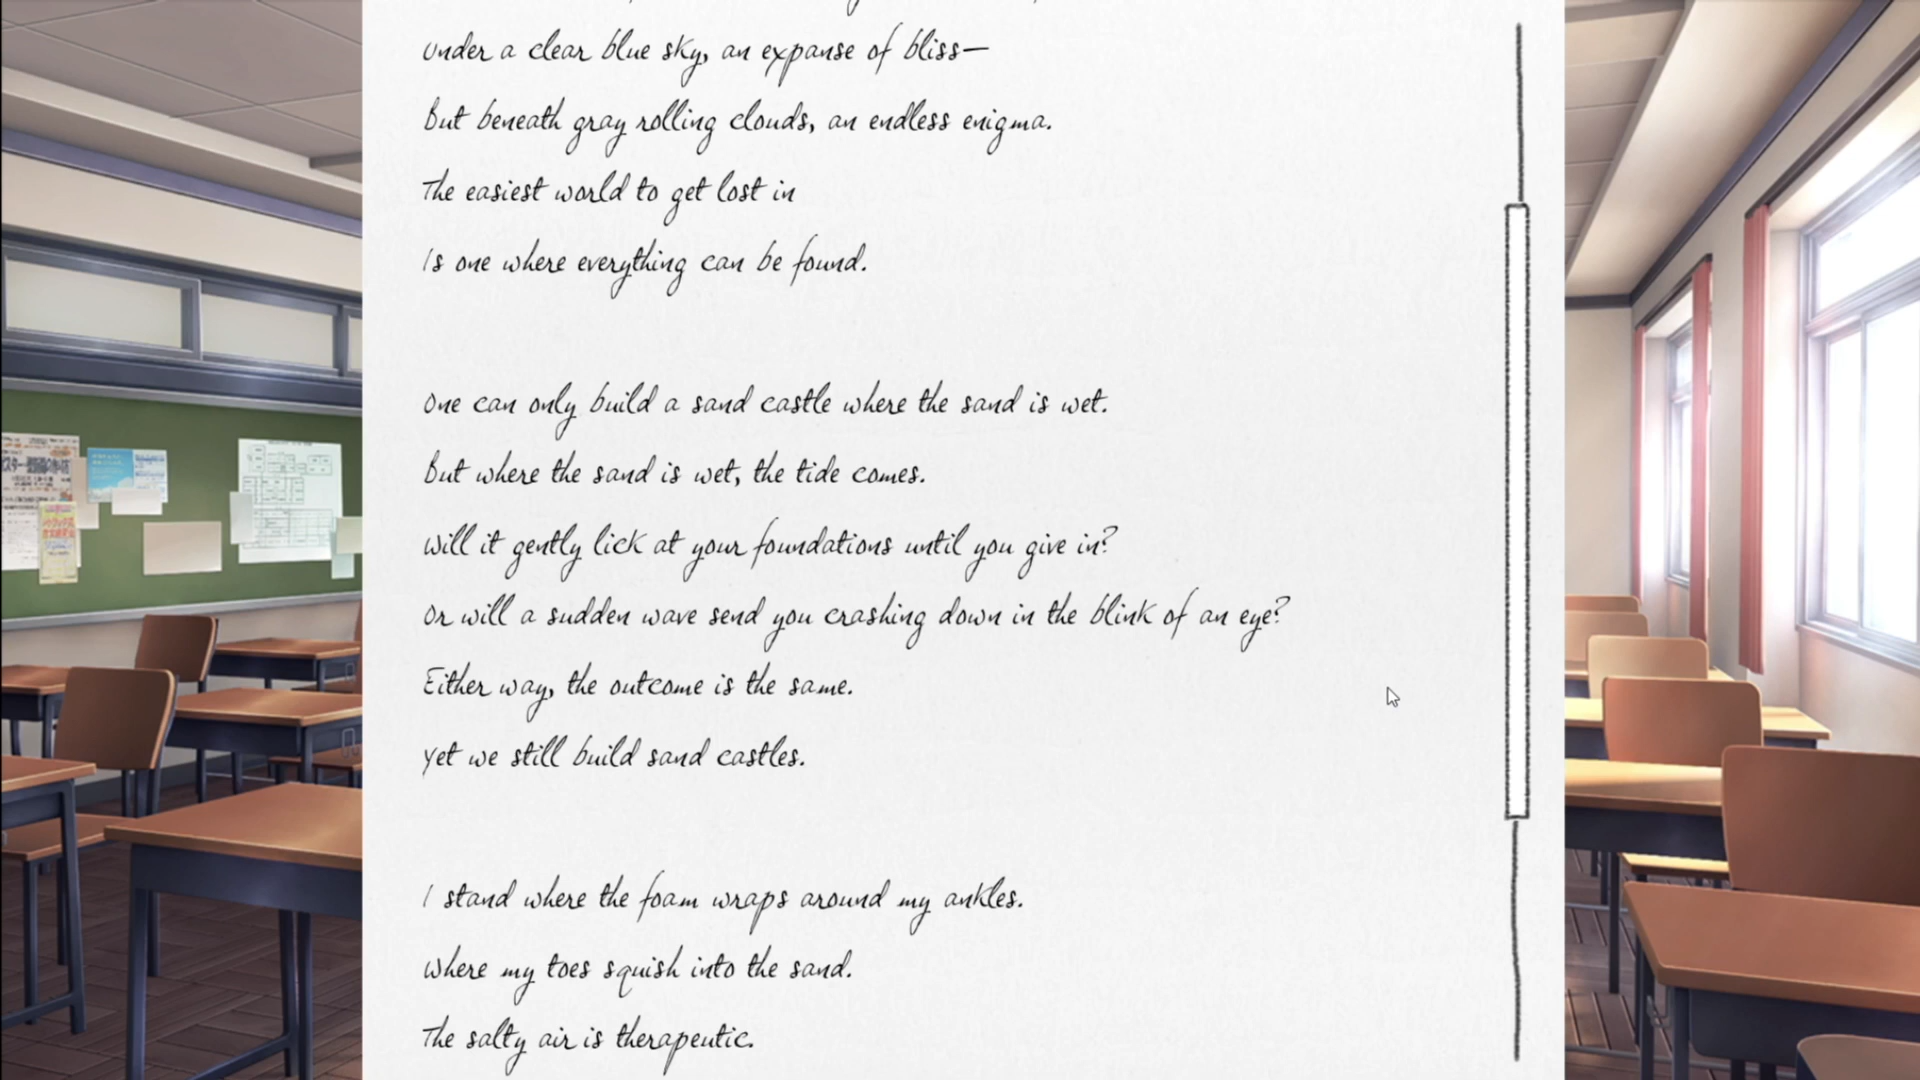 Under a clear blue sky, an expanse of bliss—
But beneath gray rolling clouds, an endless enigma.
The easiest world to get lost in
Is one where everything can be found.
One can only build a sand castle where the sand is wet.
But where the sand is wet, the tide comes.
Will it gently lick at your foundations until you give in?
Or will a sudden wave send you crashing down in the blink of an eye?
Either way, the outcome is the same.
Yet we still build sand castles.
I stand where the foam wraps around my ankles.
Where my toes squish into the sand.
The salty air is therapeutic.